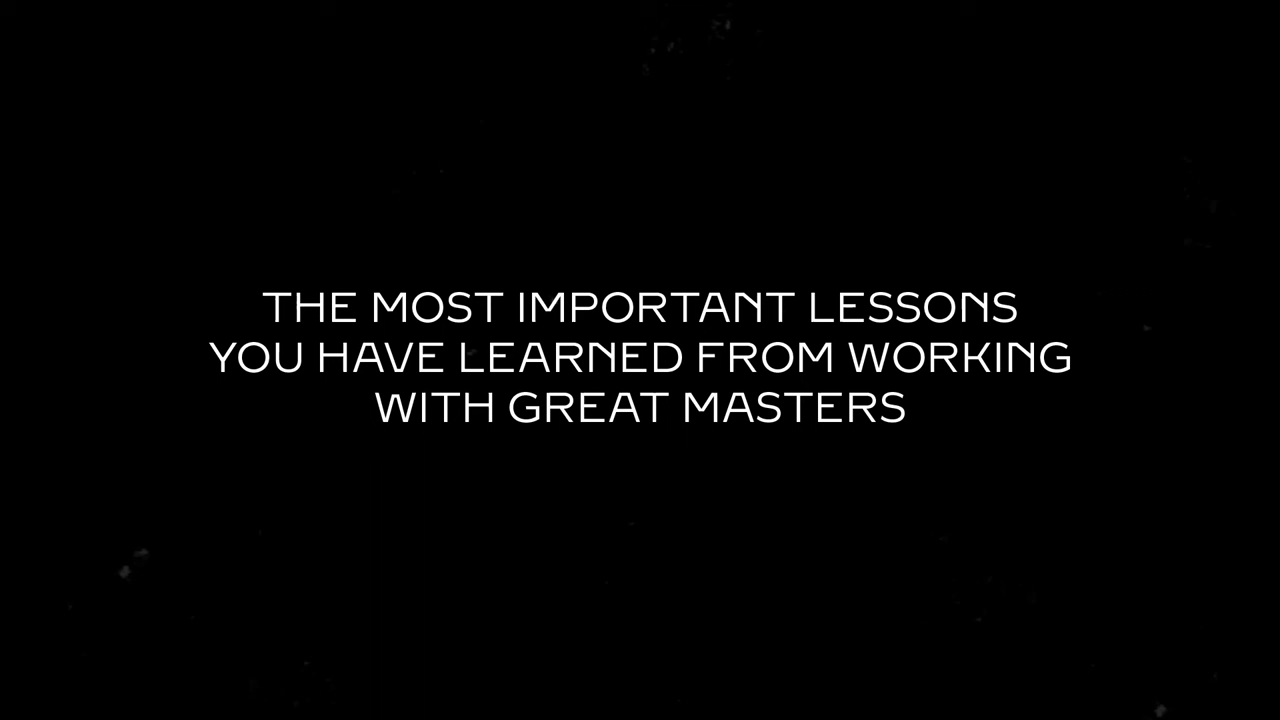 THE MOST IMPORTANT LESSONS
YOU HAVE LEARNED FROM WORKING
WITH GREAT MASTERS